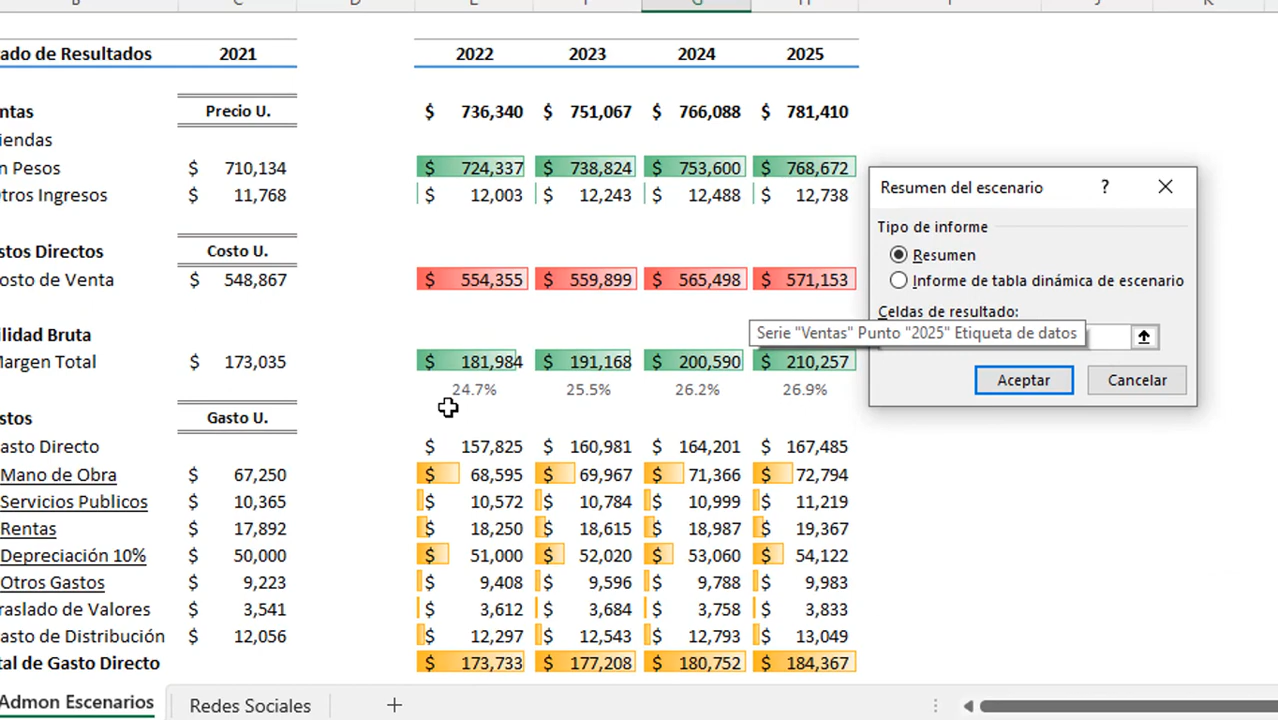 ado de Resultados 2021 2022 2023 2024 2025
ntas Precio U. $ 736,340 $ 751,067 $ 766,088 $ 781,410
iendas
n Pesos $ 710,134 $ 724,337 $ 738,824 $ 753,600 $ 768,672
tros Ingresos $ 11,768 $ 12,003 $ 12,243 $ 12,488 $ 12,738
stos Directos Costo U.
osto de Venta $ 548,867 $ 554,355 $ 559,899 $ 565,498 $ 571,153
ilidad Bruta
Margen Total $ 173,035 $ 181,984 $ 191,168 $ 200,590 $ 210,257
24.7% 25.5% 26.2% 26.9%
stos Gasto U.
asto Directo $ 157,825 $ 160,981 $ 164,201 $ 167,485
Mano de Obra $ 67,250 $ 68,595 $ 69,967 $ 71,366 $ 72,794
Servicios Publicos $ 10,365 $ 10,572 $ 10,784 $ 10,999 $ 11,219
Rentas $ 17,892 $ 18,250 $ 18,615 $ 18,987 $ 19,367
Depreciación 10% $ 50,000 $ 51,000 $ 52,020 $ 53,060 $ 54,122
Otros Gastos $ 9,223 $ 9,408 $ 9,596 $ 9,788 $ 9,983
raslado de Valores $ 3,541 $ 3,612 $ 3,684 $ 3,758 $ 3,833
asto de Distribución $ 12,056 $ 12,297 $ 12,543 $ 12,793 $ 13,049
tal de Gasto Directo $ 173,733 $ 177,208 $ 180,752 $ 184,367
Resumen del escenario ?
Tipo de informe
Resumen
Informe de tabla dinámica de escenario
Celdas de resultado:
Serie "Ventas" Punto "2025" Etiqueta de datos
Aceptar Cancelar
Admon Escenarios Redes Sociales +